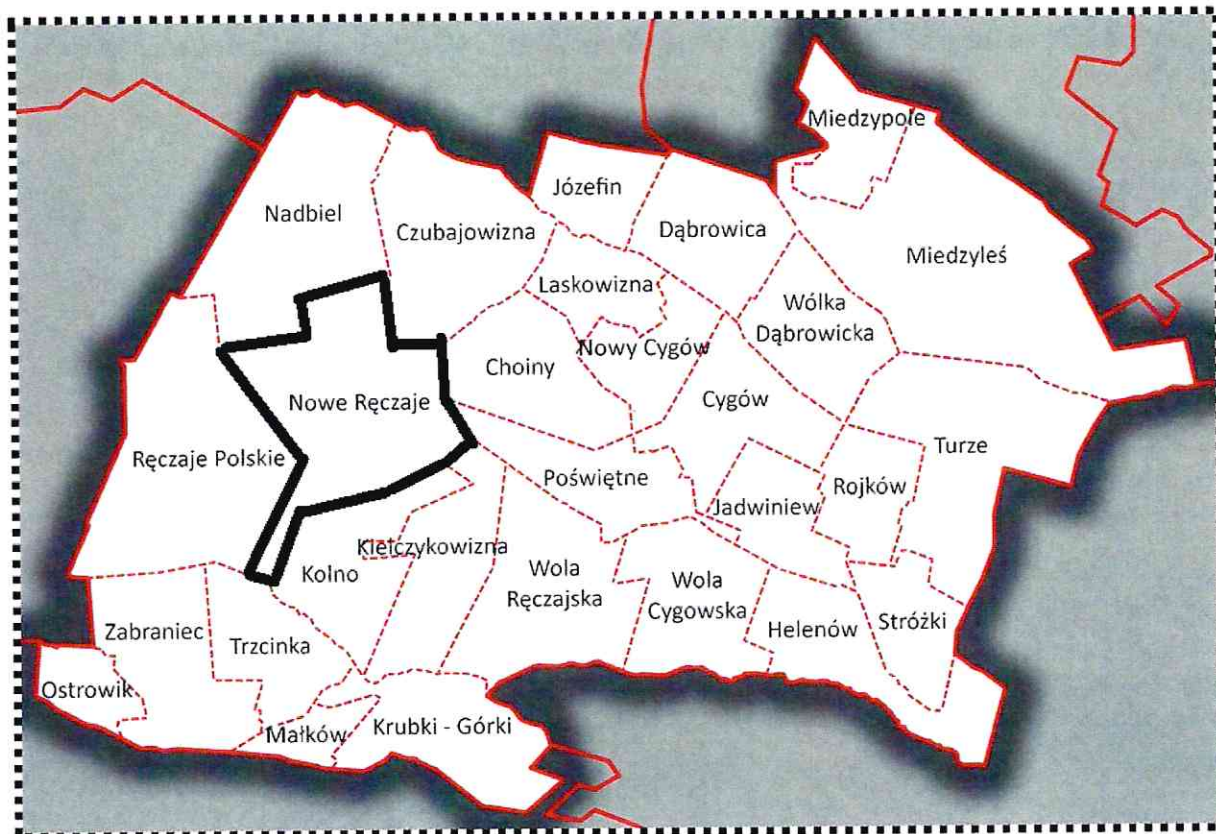 Miedzypole
Józefin
Nadbiel
Czubajowizna
Dąbrowica
Miedzyleś
Laskowizna
Wólka
Dąbrowicka
Nowy Cygów
Choiny
Nowe Ręczaje
Cygów
Turze
Ręczaje Polskie
Poświętne
Jadwiniew
Rojków
Kielczykowizna
Kolno
Wola
Ręczajska
Wola
Cygowska
Zabraniec
Trzcinka
Helenów
Stróżki
Ostrowik
Małków
Krubki - Górki